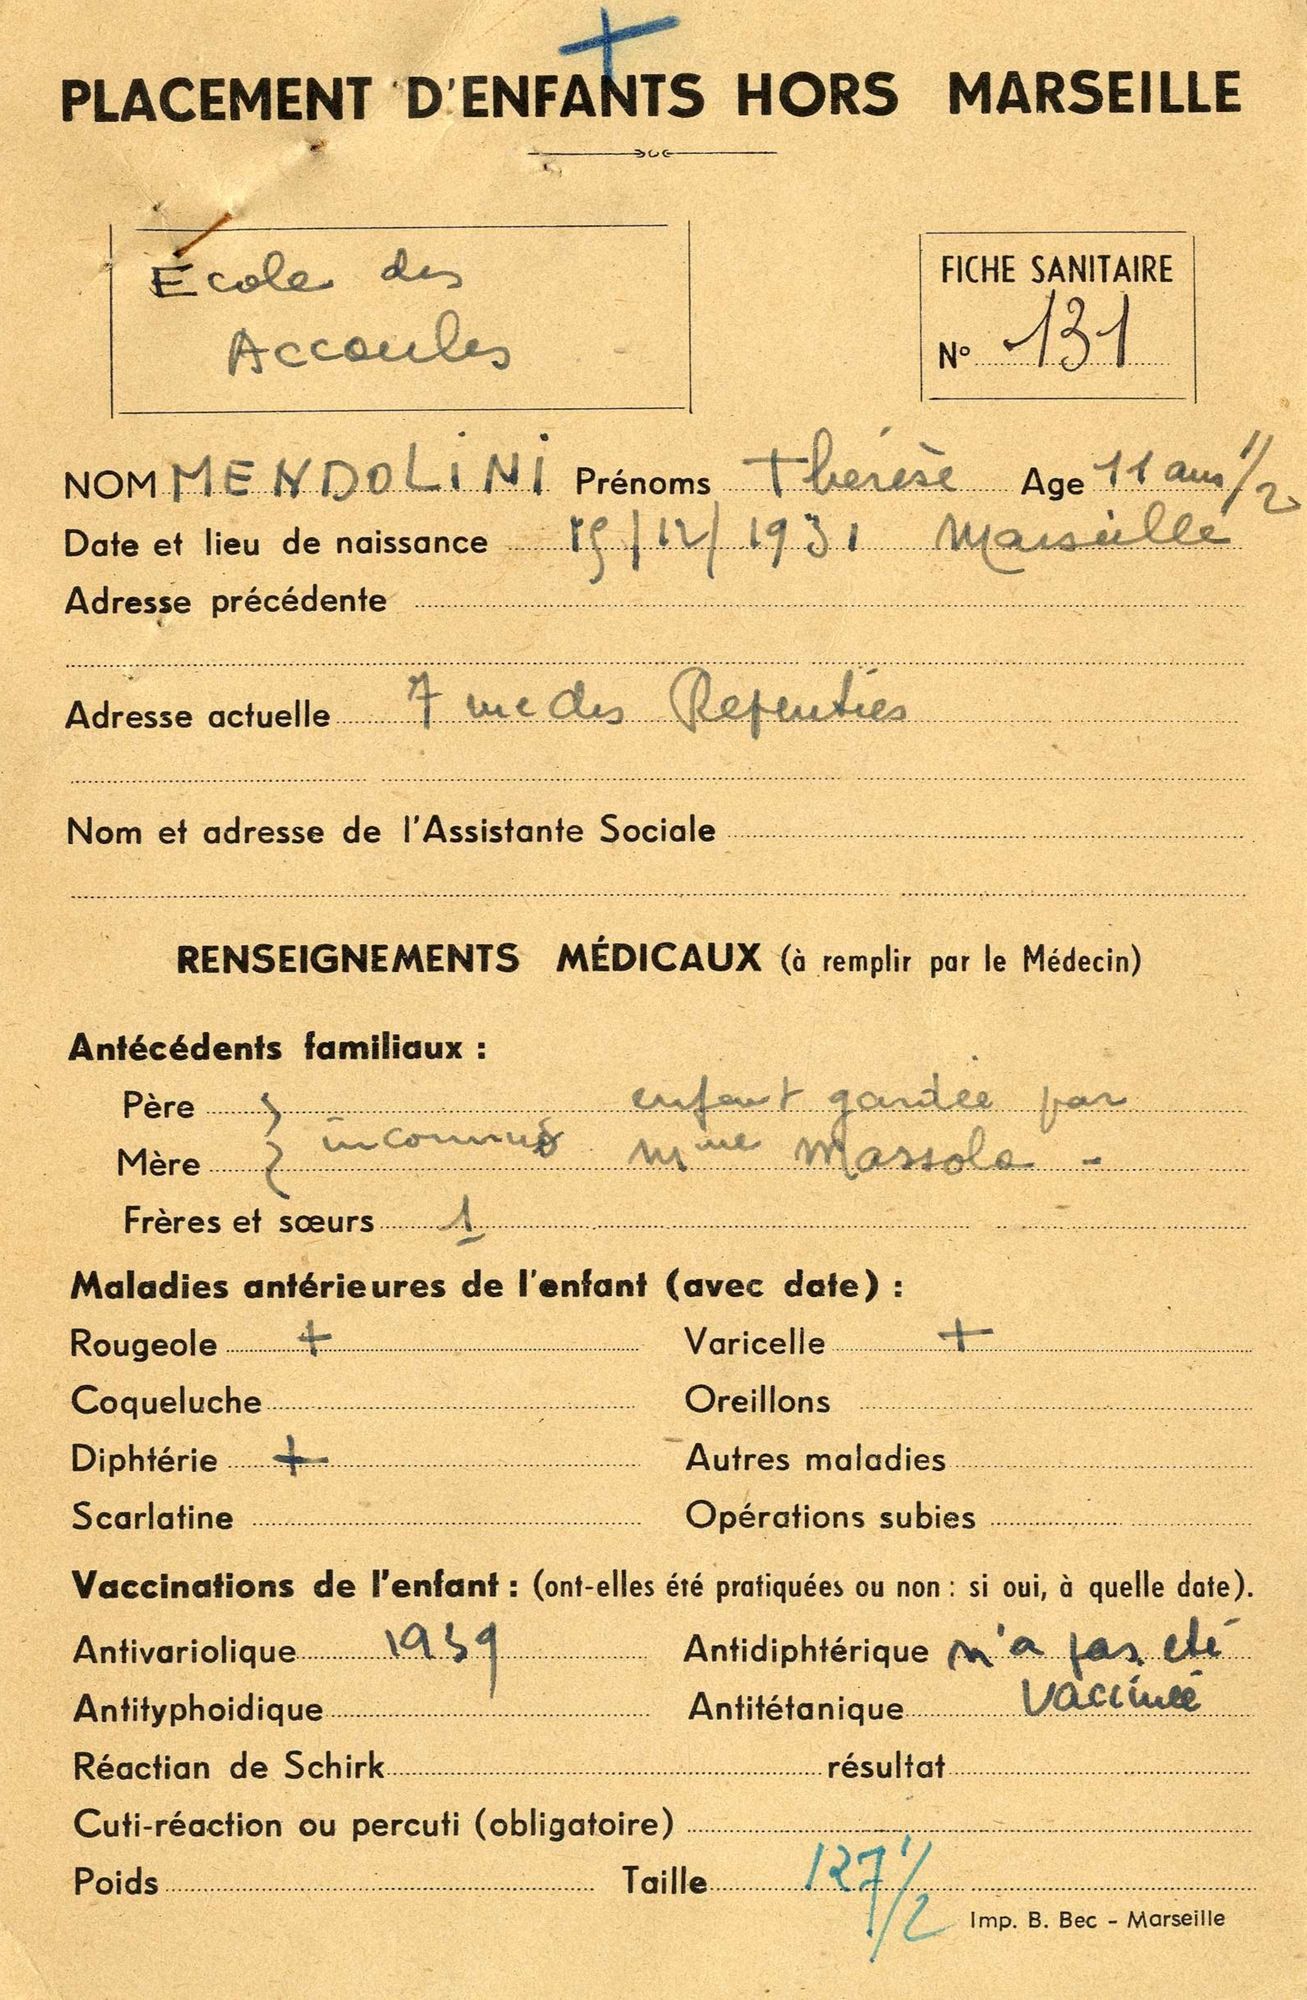 PLACEMENT D'ENFANTS HORS MARSEILLE
École des
Accoules
FICHE SANITAIRE
N° 131
NOM MENDOLINI Prénoms Thérèse Age 11 ans 1/2
Date et lieu de naissance 15/12/1931 Marseille
Adresse précédente
Adresse actuelle 7 rue des Repenties
Nom et adresse de l'Assistante Sociale
RENSEIGNEMENTS MÉDICAUX (à remplir par le Médecin)
Antécédents familiaux :
Père } enfant gardée par
Mère } inconnus Mme Massola -
Frères et sœurs 1
Maladies antérieures de l'enfant (avec date) :
Rougeole + Varicelle +
Coqueluche Oreillons
Diphtérie + Autres maladies
Scarlatine Opérations subies
Vaccinations de l'enfant : (ont-elles été pratiquées ou non : si oui, à quelle date).
Antivariolique 1939 Antidiphtérique n'a pas été
Antityphoidique Antitétanique vaccinée
Réactian de Schirk résultat
Cuti-réaction ou percuti (obligatoire)
Poids Taille 127 1/2
Imp. B. Bec - Marseille